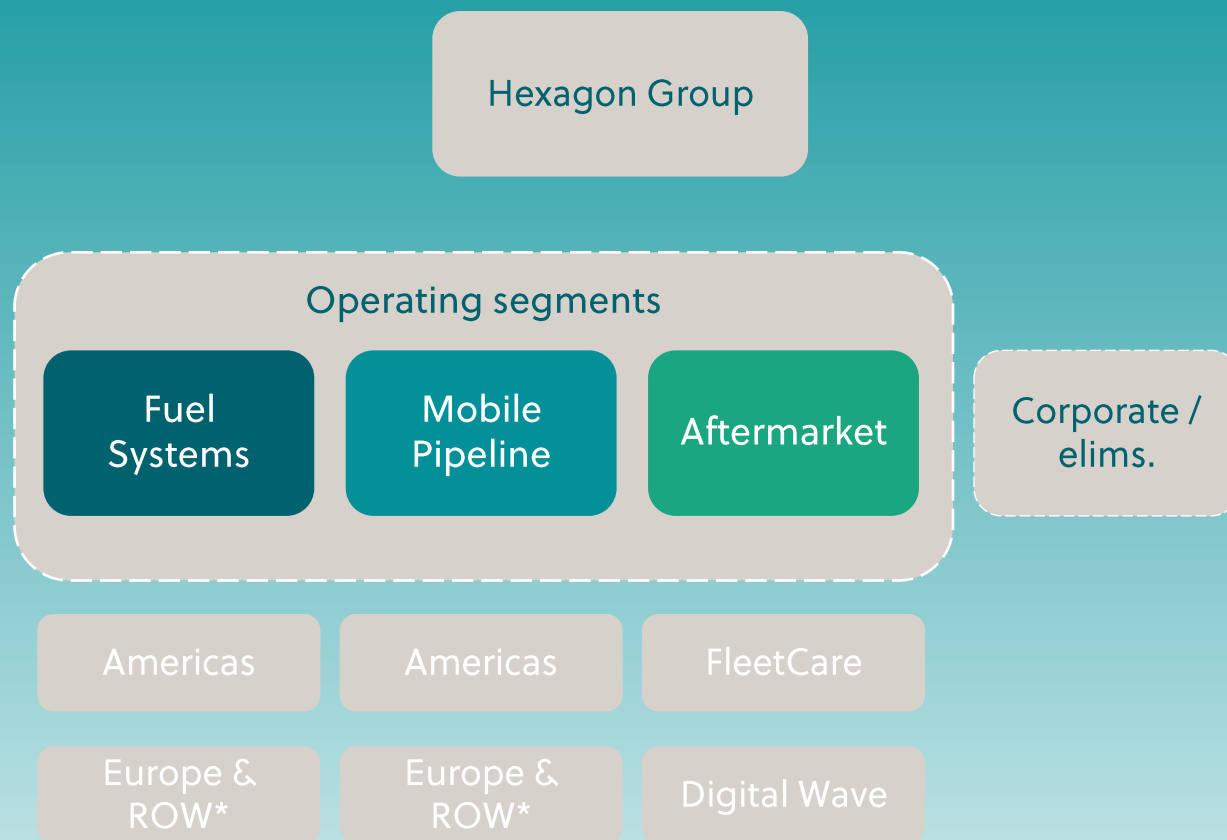 Hexagon Group
Operating segments
Fuel
Systems
Mobile
Pipeline
Aftermarket
Corporate /
elims.
Americas
Americas
FleetCare
Europe &
ROW*
Europe &
ROW*
Digital Wave